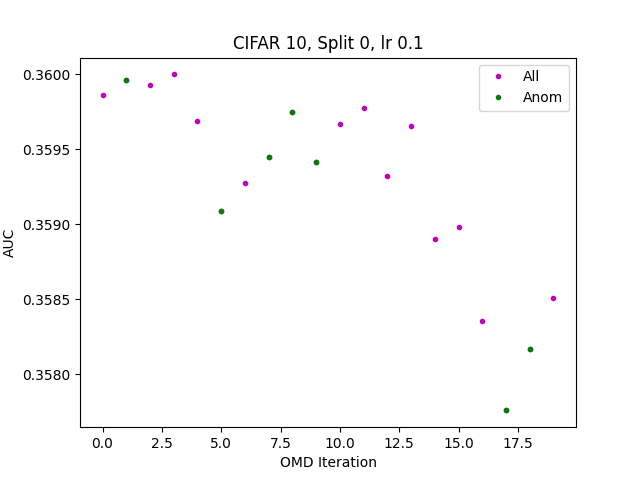 CIFAR 10, Split 0, lr 0.1
All
Anom
0.3600
0.3595
0.3590
0.3585
0.3580
AUC
0.0 2.5 5.0 7.5 10.0 12.5 15.0 17.5
OMD Iteration